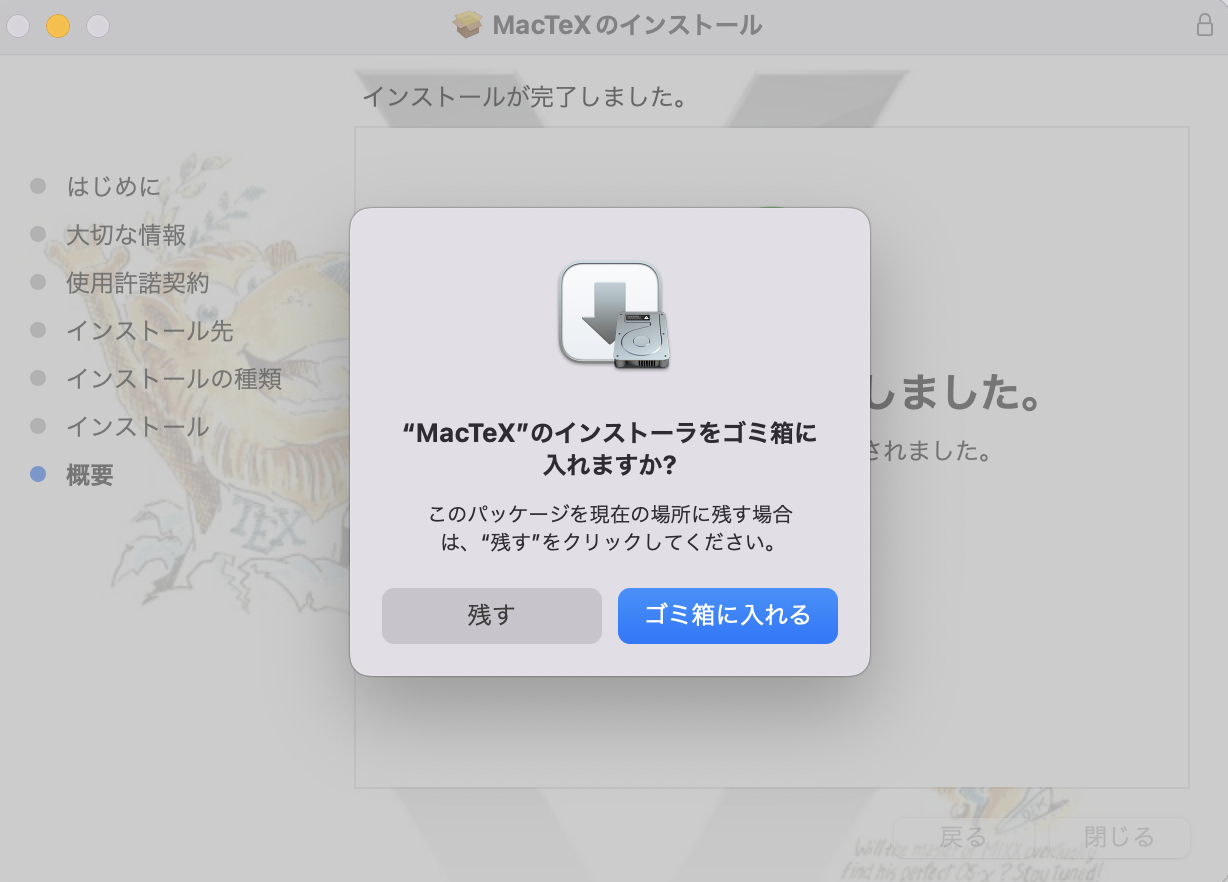 MacTeXのインストール
インストールが完了しました。
はじめに
大切な情報
使用許諾契約
インストール先
インストールの種類
インストール
概要
しました。
されました。
“MacTeX”のインストーラをゴミ箱に
入れますか?
このパッケージを現在の場所に残す場合
は、“残す”をクリックしてください。
残す
ゴミ箱に入れる
TEX
戻る
閉じる
find his perfect OS X? Stay tuned!